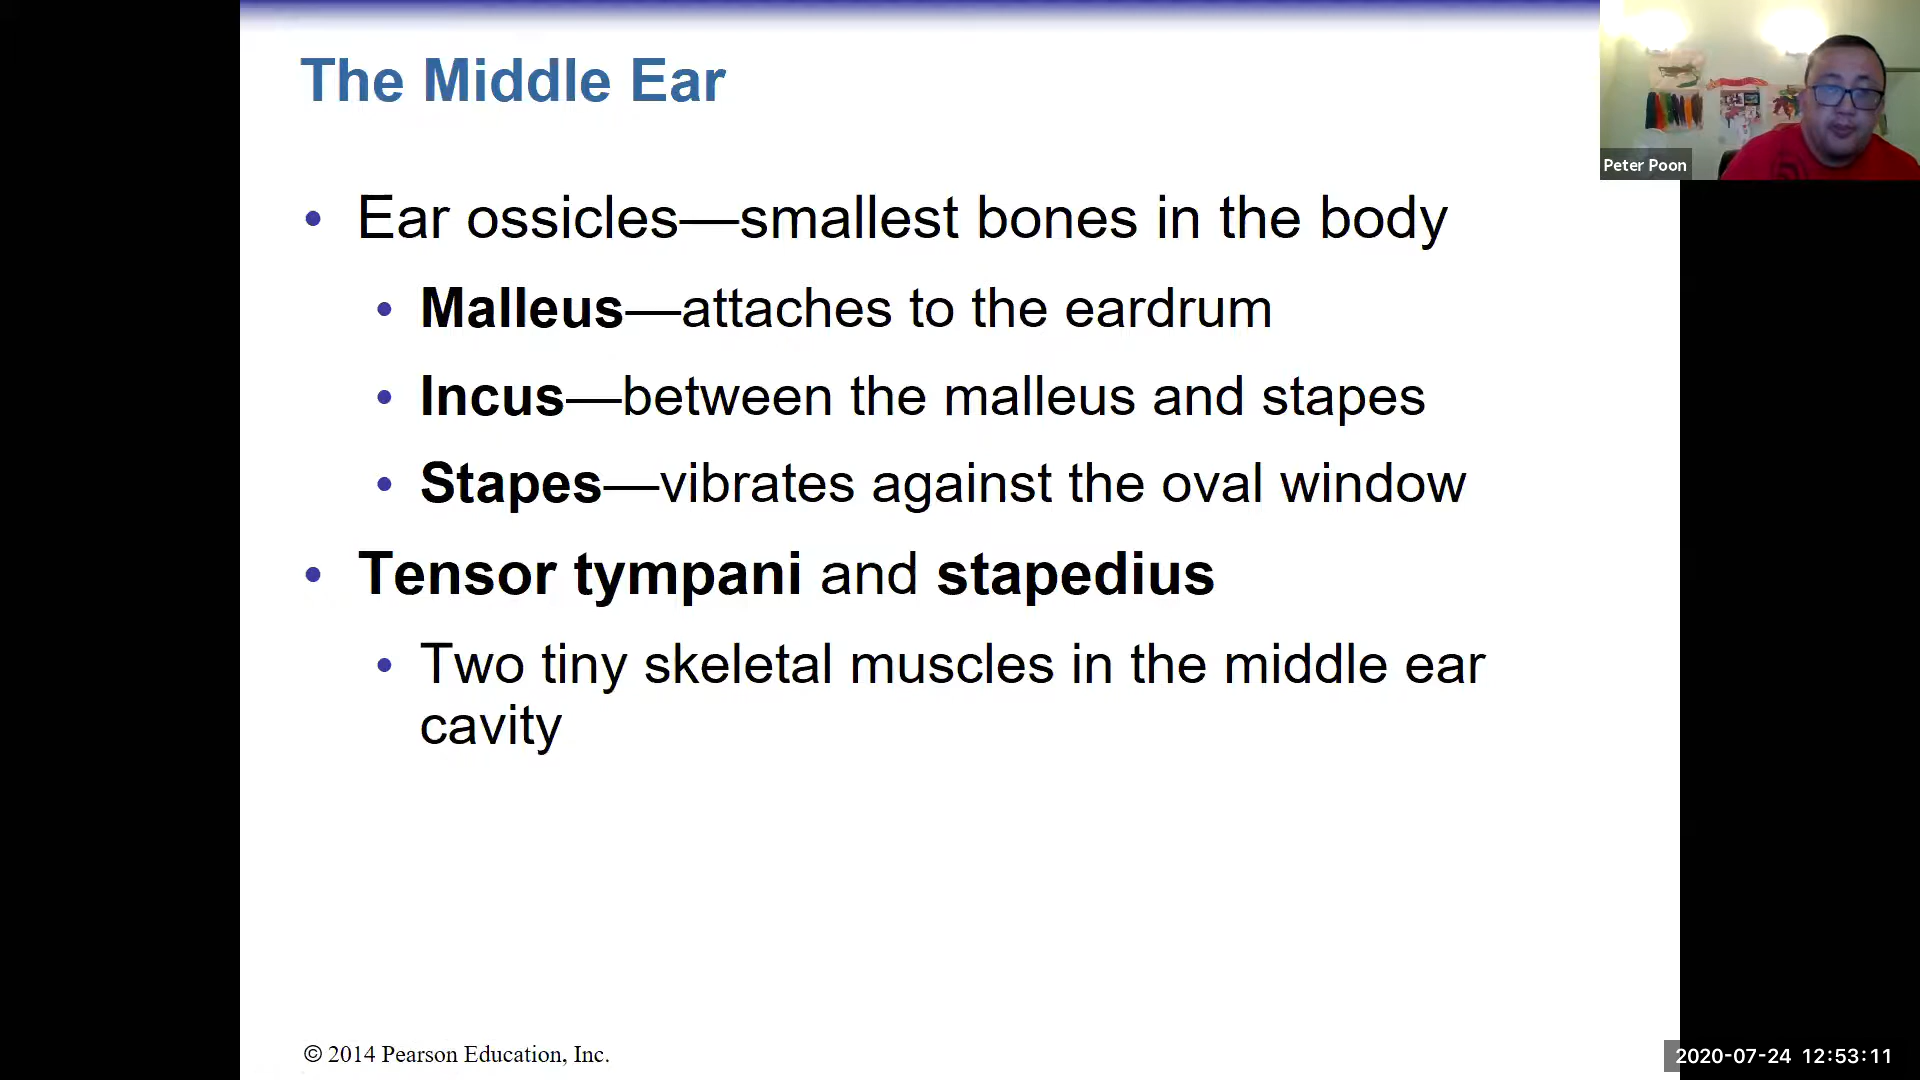 The Middle Ear
Peter Poon
• Ear ossicles—smallest bones in the body
• Malleus—attaches to the eardrum
• Incus—between the malleus and stapes
• Stapes—vibrates against the oval window
• Tensor tympani and stapedius
• Two tiny skeletal muscles in the middle ear
cavity
© 2014 Pearson Education, Inc.
2020-07-24 12:53:11